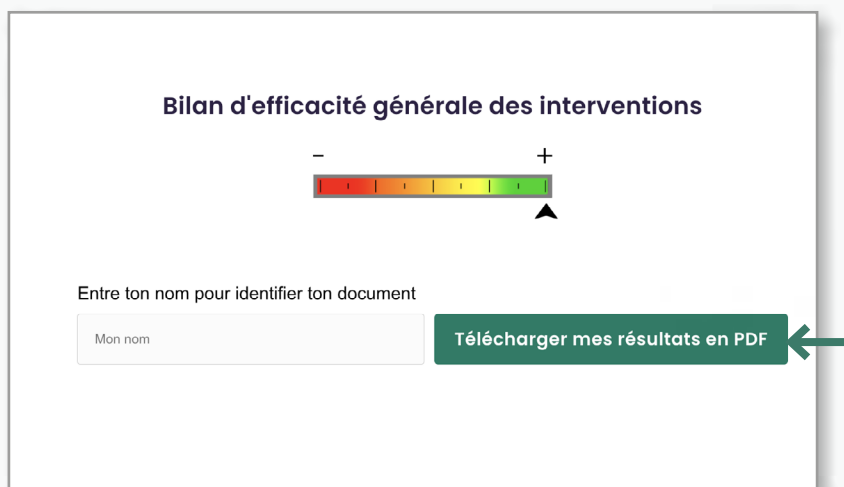 Bilan d'efficacité générale des interventions
- +
Entre ton nom pour identifier ton document
Mon nom
Télécharger mes résultats en PDF